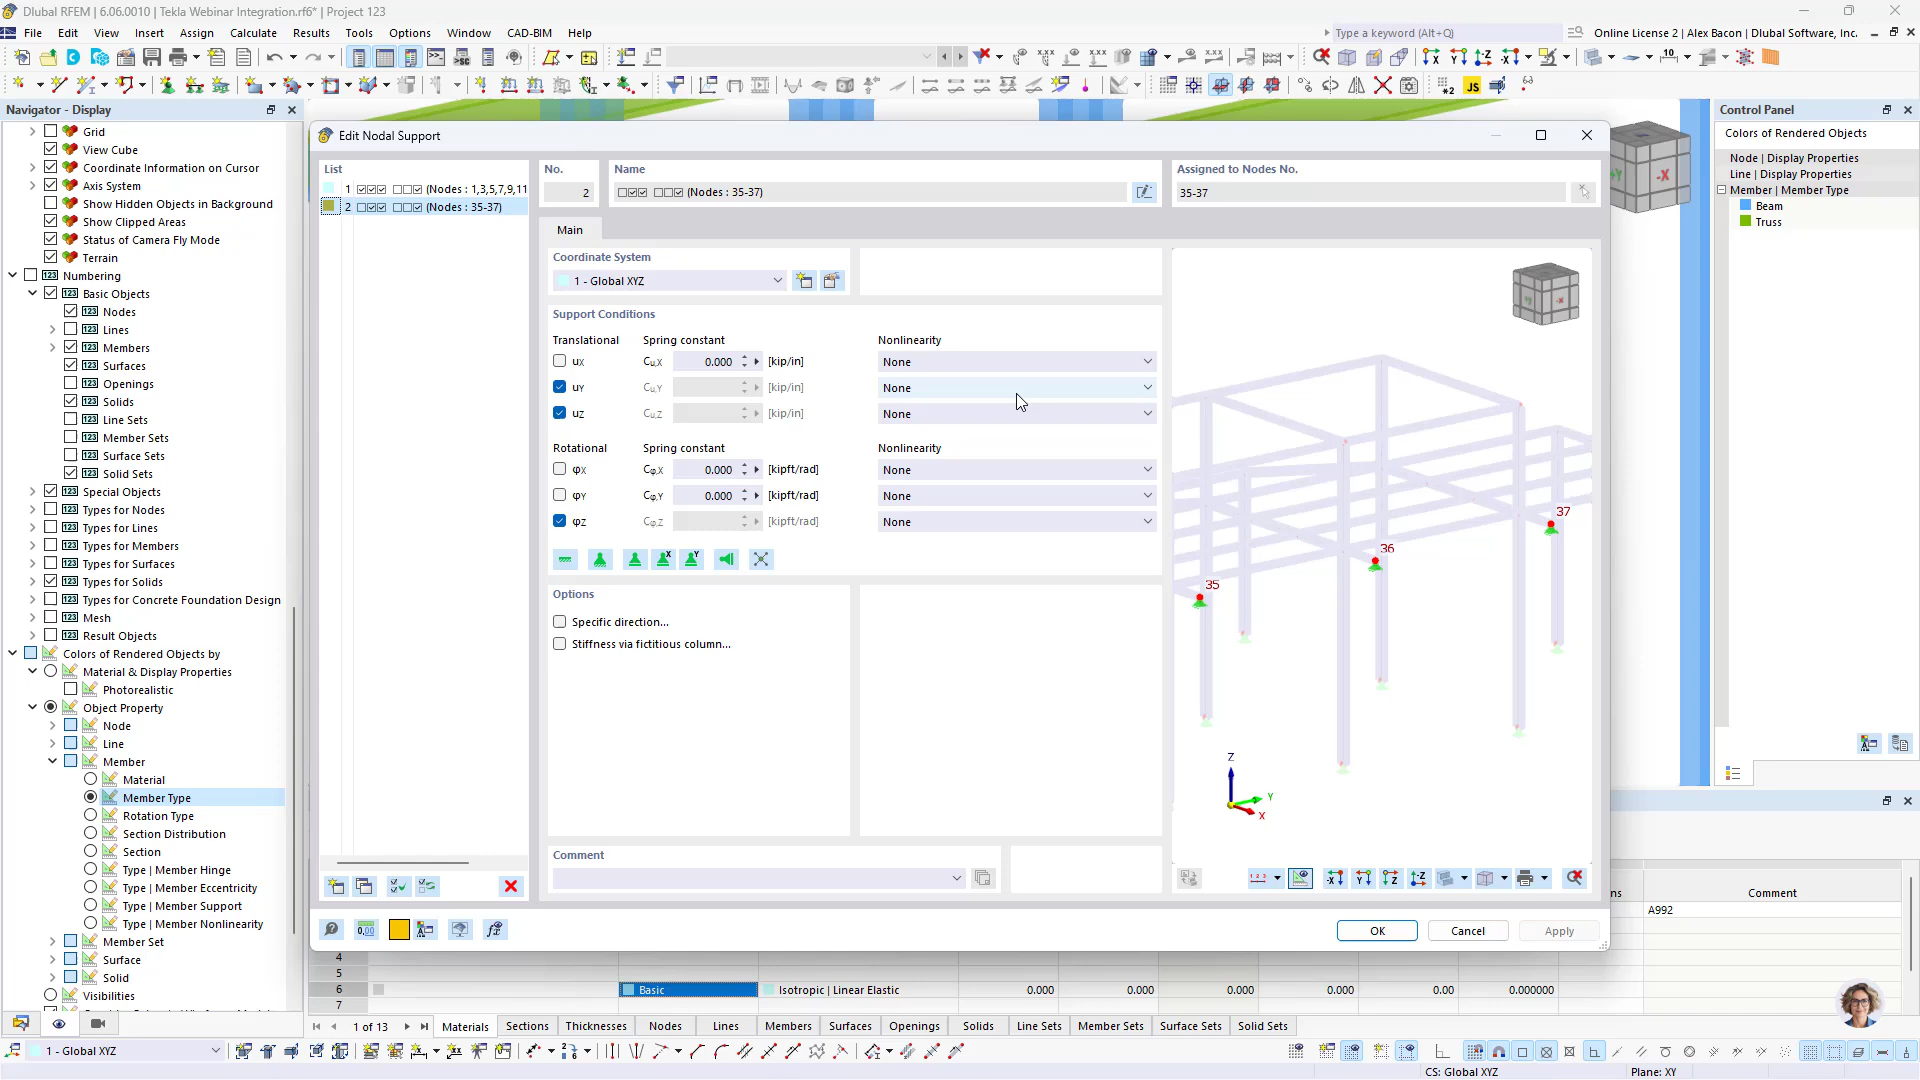 Dlubal RFEM | 6.06.0010 | Tekla Webinar Integration.rf6* | Project 123
File Edit View Insert Assign Calculate Results Tools Options Window CAD-BIM Help
Type a keyword (Alt+Q)
Online License 2 | Alex Bacon | Dlubal Software, Inc.
Navigator - Display
Grid
View Cube
Coordinate Information on Cursor
Axis System
Show Hidden Objects in Background
Show Clipped Areas
Status of Camera Fly Mode
Terrain
Numbering
Basic Objects
Nodes
Lines
Members
Surfaces
Openings
Solids
Line Sets
Member Sets
Surface Sets
Solid Sets
Special Objects
Types for Nodes
Types for Lines
Types for Members
Types for Surfaces
Types for Solids
Types for Concrete Foundation Design
Mesh
Result Objects
Colors of Rendered Objects by
Material & Display Properties
Photorealistic
Object Property
Node
Line
Member
Material
Member Type
Rotation Type
Section Distribution
Section
Type | Member Hinge
Type | Member Eccentricity
Type | Member Support
Type | Member Nonlinearity
Member Set
Surface
Solid
Visibilities
Edit Nodal Support
List
1 (Nodes : 1,3,5,7,9,11
2 (Nodes : 35-37)
No.
2
Name
(Nodes : 35-37)
Assigned to Nodes No.
35-37
Main
Coordinate System
1 - Global XYZ
Support Conditions
Translational Spring constant Nonlinearity
uX Cu,X 0.000 [kip/in] None
uY Cu,Y [kip/in] None
uZ Cu,Z [kip/in] None
Rotational Spring constant Nonlinearity
φX Cφ,X 0.000 [kipft/rad] None
φY Cφ,Y 0.000 [kipft/rad] None
φZ Cφ,Z [kipft/rad] None
X Y
Options
Specific direction...
Stiffness via fictitious column...
Comment
35
36
37
Z
Y
X
OK Cancel Apply
Control Panel
Colors of Rendered Objects
Node | Display Properties
Line | Display Properties
Member | Member Type
Beam
Truss
+Y -X
ns
Comment
A992
4
5
6 Basic Isotropic | Linear Elastic 0.000 0.000 0.000 0.000 0.00 0.000000
7
1 of 13 Materials Sections Thicknesses Nodes Lines Members Surfaces Openings Solids Line Sets Member Sets Surface Sets Solid Sets
1 - Global XYZ
CS: Global XYZ
Plane: XY